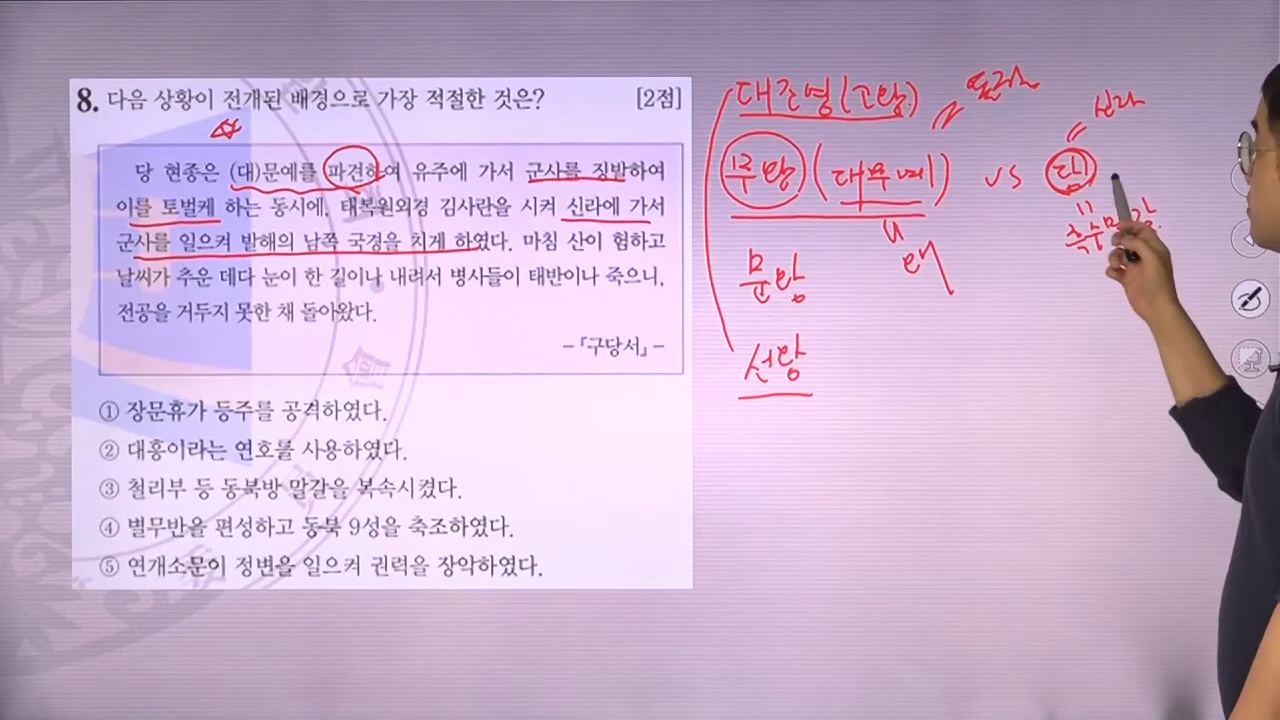 8. 다음 상황이 전개된 배경으로 가장 적절한 것은? [2점]
당 현종은 (대)문예를 파견하여 유주에 가서 군사를 징발하여
이를 토벌케 하는 동시에, 태복원외경 김사란을 시켜 신라에 가서
군사를 일으켜 발해의 남쪽 국경을 치게 하였다. 마침 산이 험하고
날씨가 추운 데다 눈이 한 길이나 내려서 병사들이 태반이나 죽으니,
전공을 거두지 못한 채 돌아왔다.
- 『구당서』 -
① 장문휴가 등주를 공격하였다.
② 대흥이라는 연호를 사용하였다.
③ 철리부 등 동북방 말갈을 복속시켰다.
④ 별무반을 편성하고 동북 9성을 축조하였다.
⑤ 연개소문이 정변을 일으켜 권력을 장악하였다.
대조영(고왕)
돌궐
신라
무왕 (대무예) vs 당
문왕
선왕